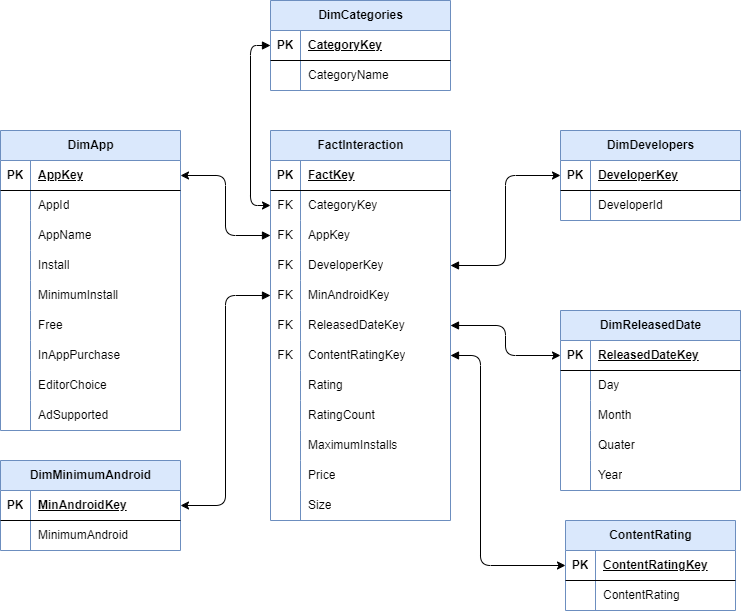 DimCategories
PK CategoryKey
CategoryName
DimApp
PK AppKey
AppId
AppName
Install
MinimumInstall
Free
InAppPurchase
EditorChoice
AdSupported
FactInteraction
PK FactKey
FK CategoryKey
FK AppKey
FK DeveloperKey
FK MinAndroidKey
FK ReleasedDateKey
FK ContentRatingKey
Rating
RatingCount
MaximumInstalls
Price
Size
DimDevelopers
PK DeveloperKey
DeveloperId
DimReleasedDate
PK ReleasedDateKey
Day
Month
Quater
Year
DimMinimumAndroid
PK MinAndroidKey
MinimumAndroid
ContentRating
PK ContentRatingKey
ContentRating